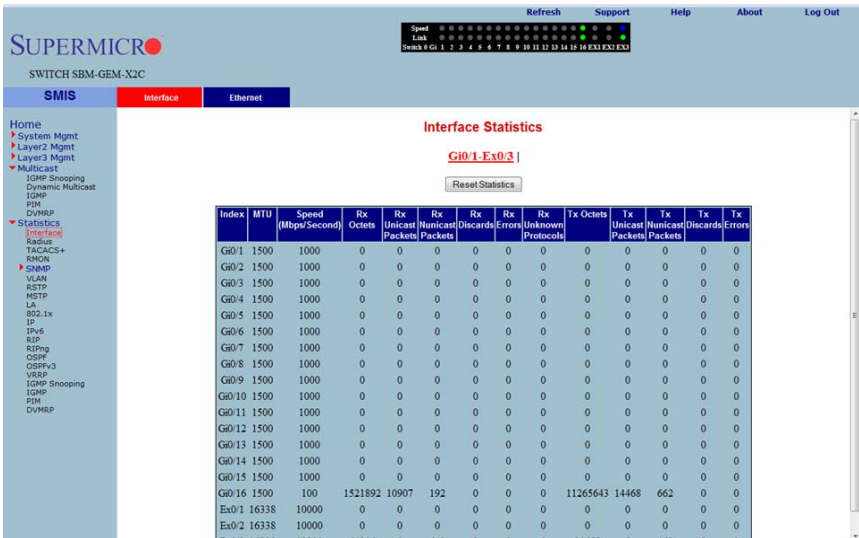 Refresh Support Help About Log Out
Speed
Link
Switch 0 Gi 1 2 3 4 5 6 7 8 9 10 11 12 13 14 15 16 EX1 EX2 EX3
SUPERMICRO
SWITCH SBM-GEM-X2C
SMIS
Interface
Ethernet
Home
System Mgmt
Layer2 Mgmt
Layer3 Mgmt
Multicast
IGMP Snooping
Dynamic Multicast
IGMP
PIM
DVMRP
Statistics
Interface
Radius
TACACS+
RMON
SNMP
VLAN
RSTP
MSTP
LA
802.1x
IP
IPv6
RIP
RIPng
OSPF
OSPFv3
VRRP
IGMP Snooping
IGMP
PIM
DVMRP
Interface Statistics
Gi0/1-Ex0/3 |
Reset Statistics
Index MTU Speed (Mbps/Second) Rx Octets Rx Unicast Packets Rx Nunicast Packets Rx Discards Rx Errors Rx Unknown Protocols Tx Octets Tx Unicast Packets Tx Nunicast Packets Tx Discards Tx Errors
Gi0/1 1500 1000 0 0 0 0 0 0 0 0 0 0 0
Gi0/2 1500 1000 0 0 0 0 0 0 0 0 0 0 0
Gi0/3 1500 1000 0 0 0 0 0 0 0 0 0 0 0
Gi0/4 1500 1000 0 0 0 0 0 0 0 0 0 0 0
Gi0/5 1500 1000 0 0 0 0 0 0 0 0 0 0 0
Gi0/6 1500 1000 0 0 0 0 0 0 0 0 0 0 0
Gi0/7 1500 1000 0 0 0 0 0 0 0 0 0 0 0
Gi0/8 1500 1000 0 0 0 0 0 0 0 0 0 0 0
Gi0/9 1500 1000 0 0 0 0 0 0 0 0 0 0 0
Gi0/10 1500 1000 0 0 0 0 0 0 0 0 0 0 0
Gi0/11 1500 1000 0 0 0 0 0 0 0 0 0 0 0
Gi0/12 1500 1000 0 0 0 0 0 0 0 0 0 0 0
Gi0/13 1500 1000 0 0 0 0 0 0 0 0 0 0 0
Gi0/14 1500 1000 0 0 0 0 0 0 0 0 0 0 0
Gi0/15 1500 1000 0 0 0 0 0 0 0 0 0 0 0
Gi0/16 1500 100 1521892 10907 192 0 0 0 11265643 14468 662 0 0
Ex0/1 16338 10000 0 0 0 0 0 0 0 0 0 0 0
Ex0/2 16338 10000 0 0 0 0 0 0 0 0 0 0 0